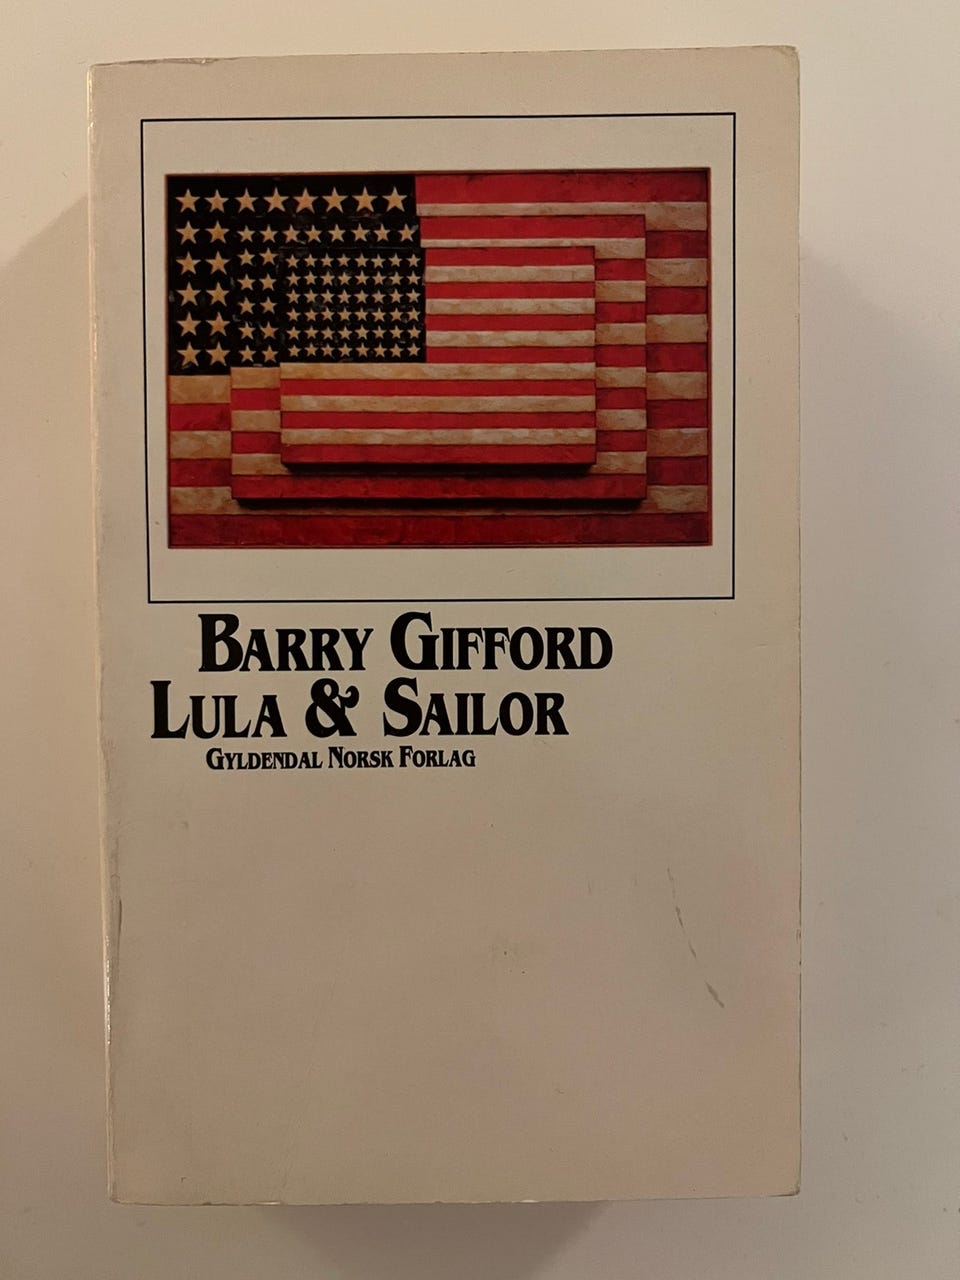 BARRY GIFFORD
LULA & SAILOR
GYLDENDAL NORSK FORLAG